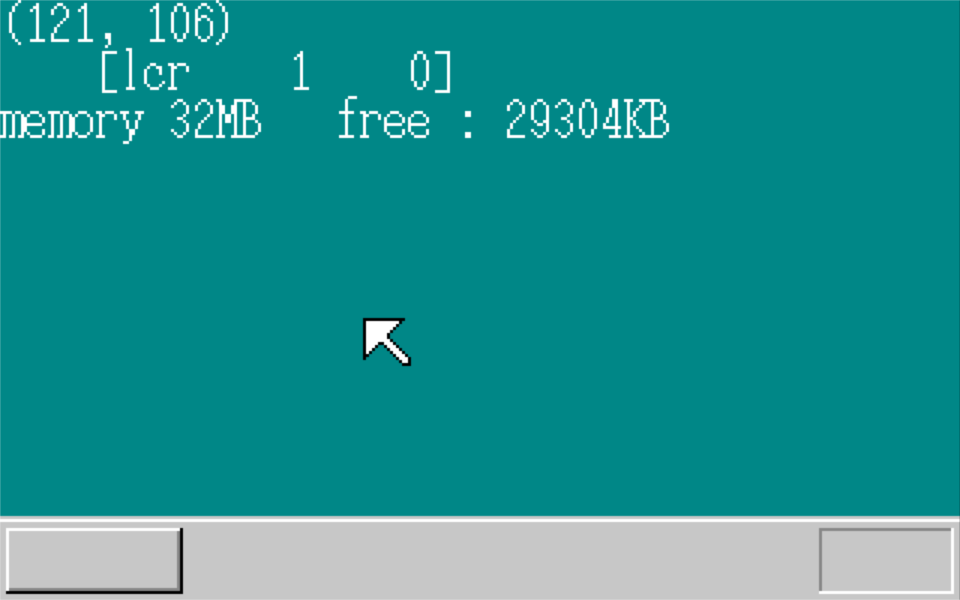 (121, 106)
[lcr    1    0]
memory 32MB   free : 29304KB